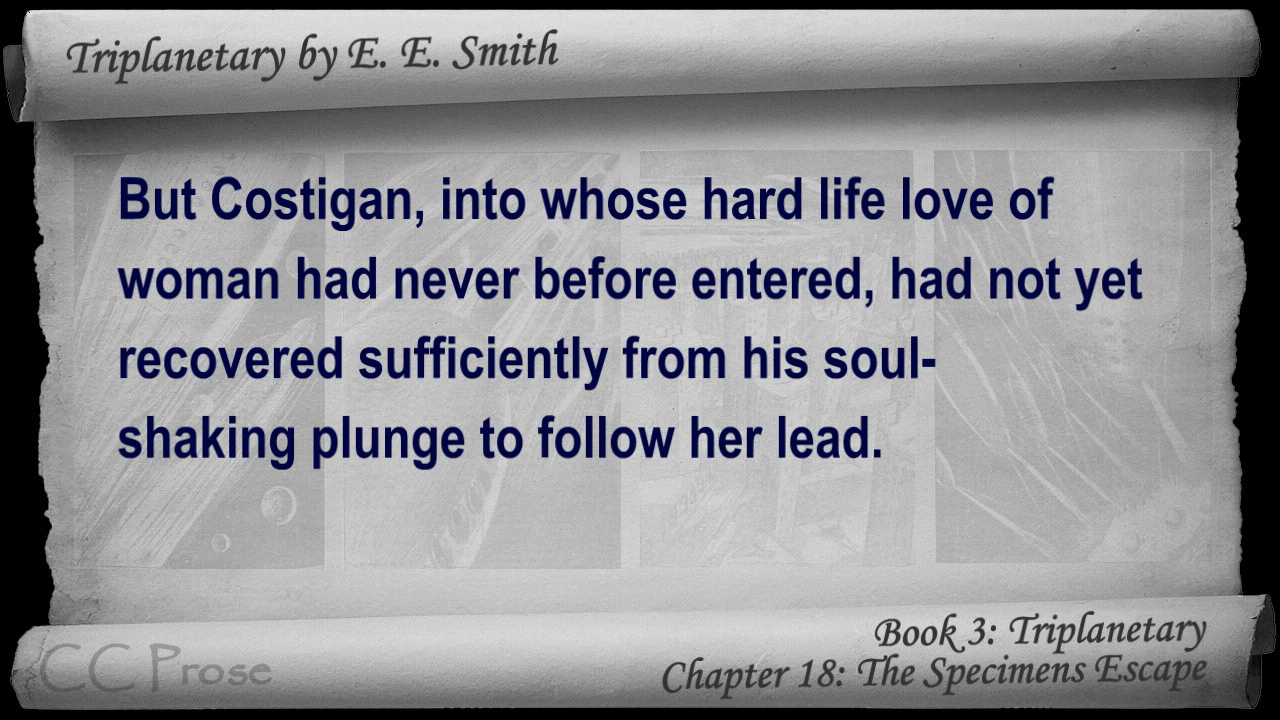 Triplanetary by E. E. Smith
But Costigan, into whose hard life love of
woman had never before entered, had not yet
recovered sufficiently from his soul-
shaking plunge to follow her lead.
Book 3: Triplanetary
Chapter 18: The Specimens Escape
CC Prose